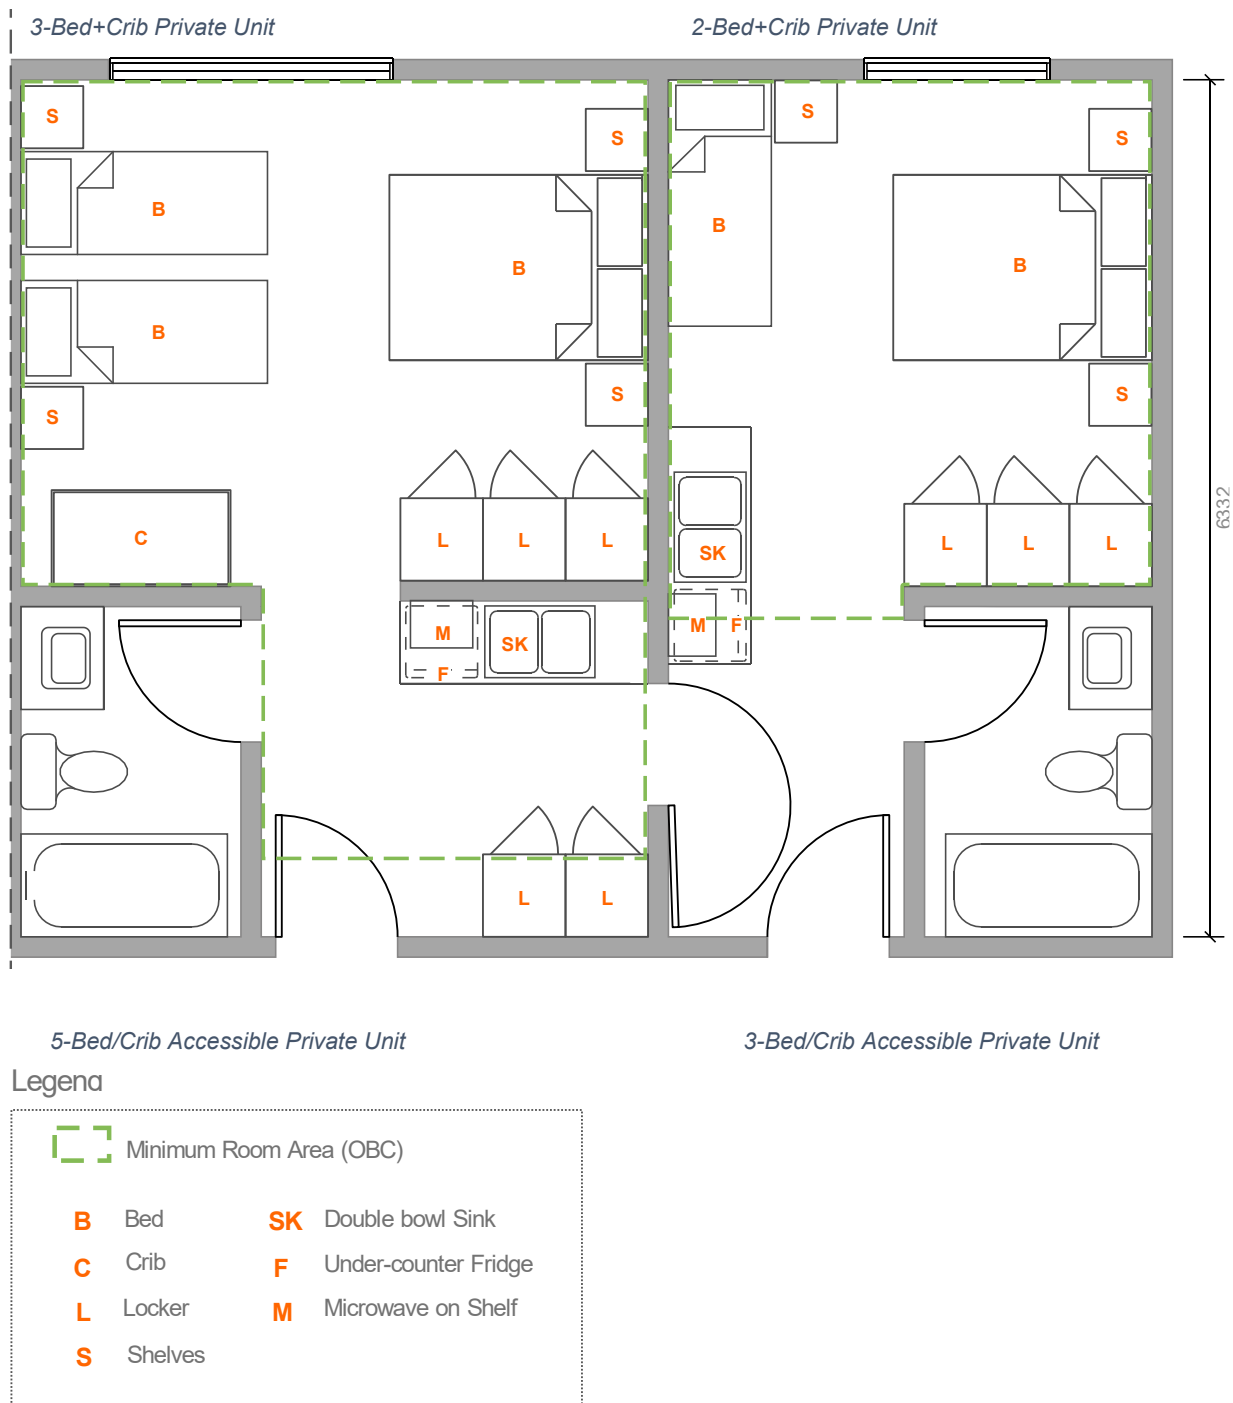 3-Bed+Crib Private Unit
2-Bed+Crib Private Unit
S
S
S
S
B
B
B
B
B
S
S
S
C
L
L
L
SK
L
L
L
M
F
M
SK
F
L
L
6332
5-Bed/Crib Accessible Private Unit
3-Bed/Crib Accessible Private Unit
Legend
Minimum Room Area (OBC)
B Bed
SK Double bowl Sink
C Crib
F Under-counter Fridge
L Locker
M Microwave on Shelf
S Shelves